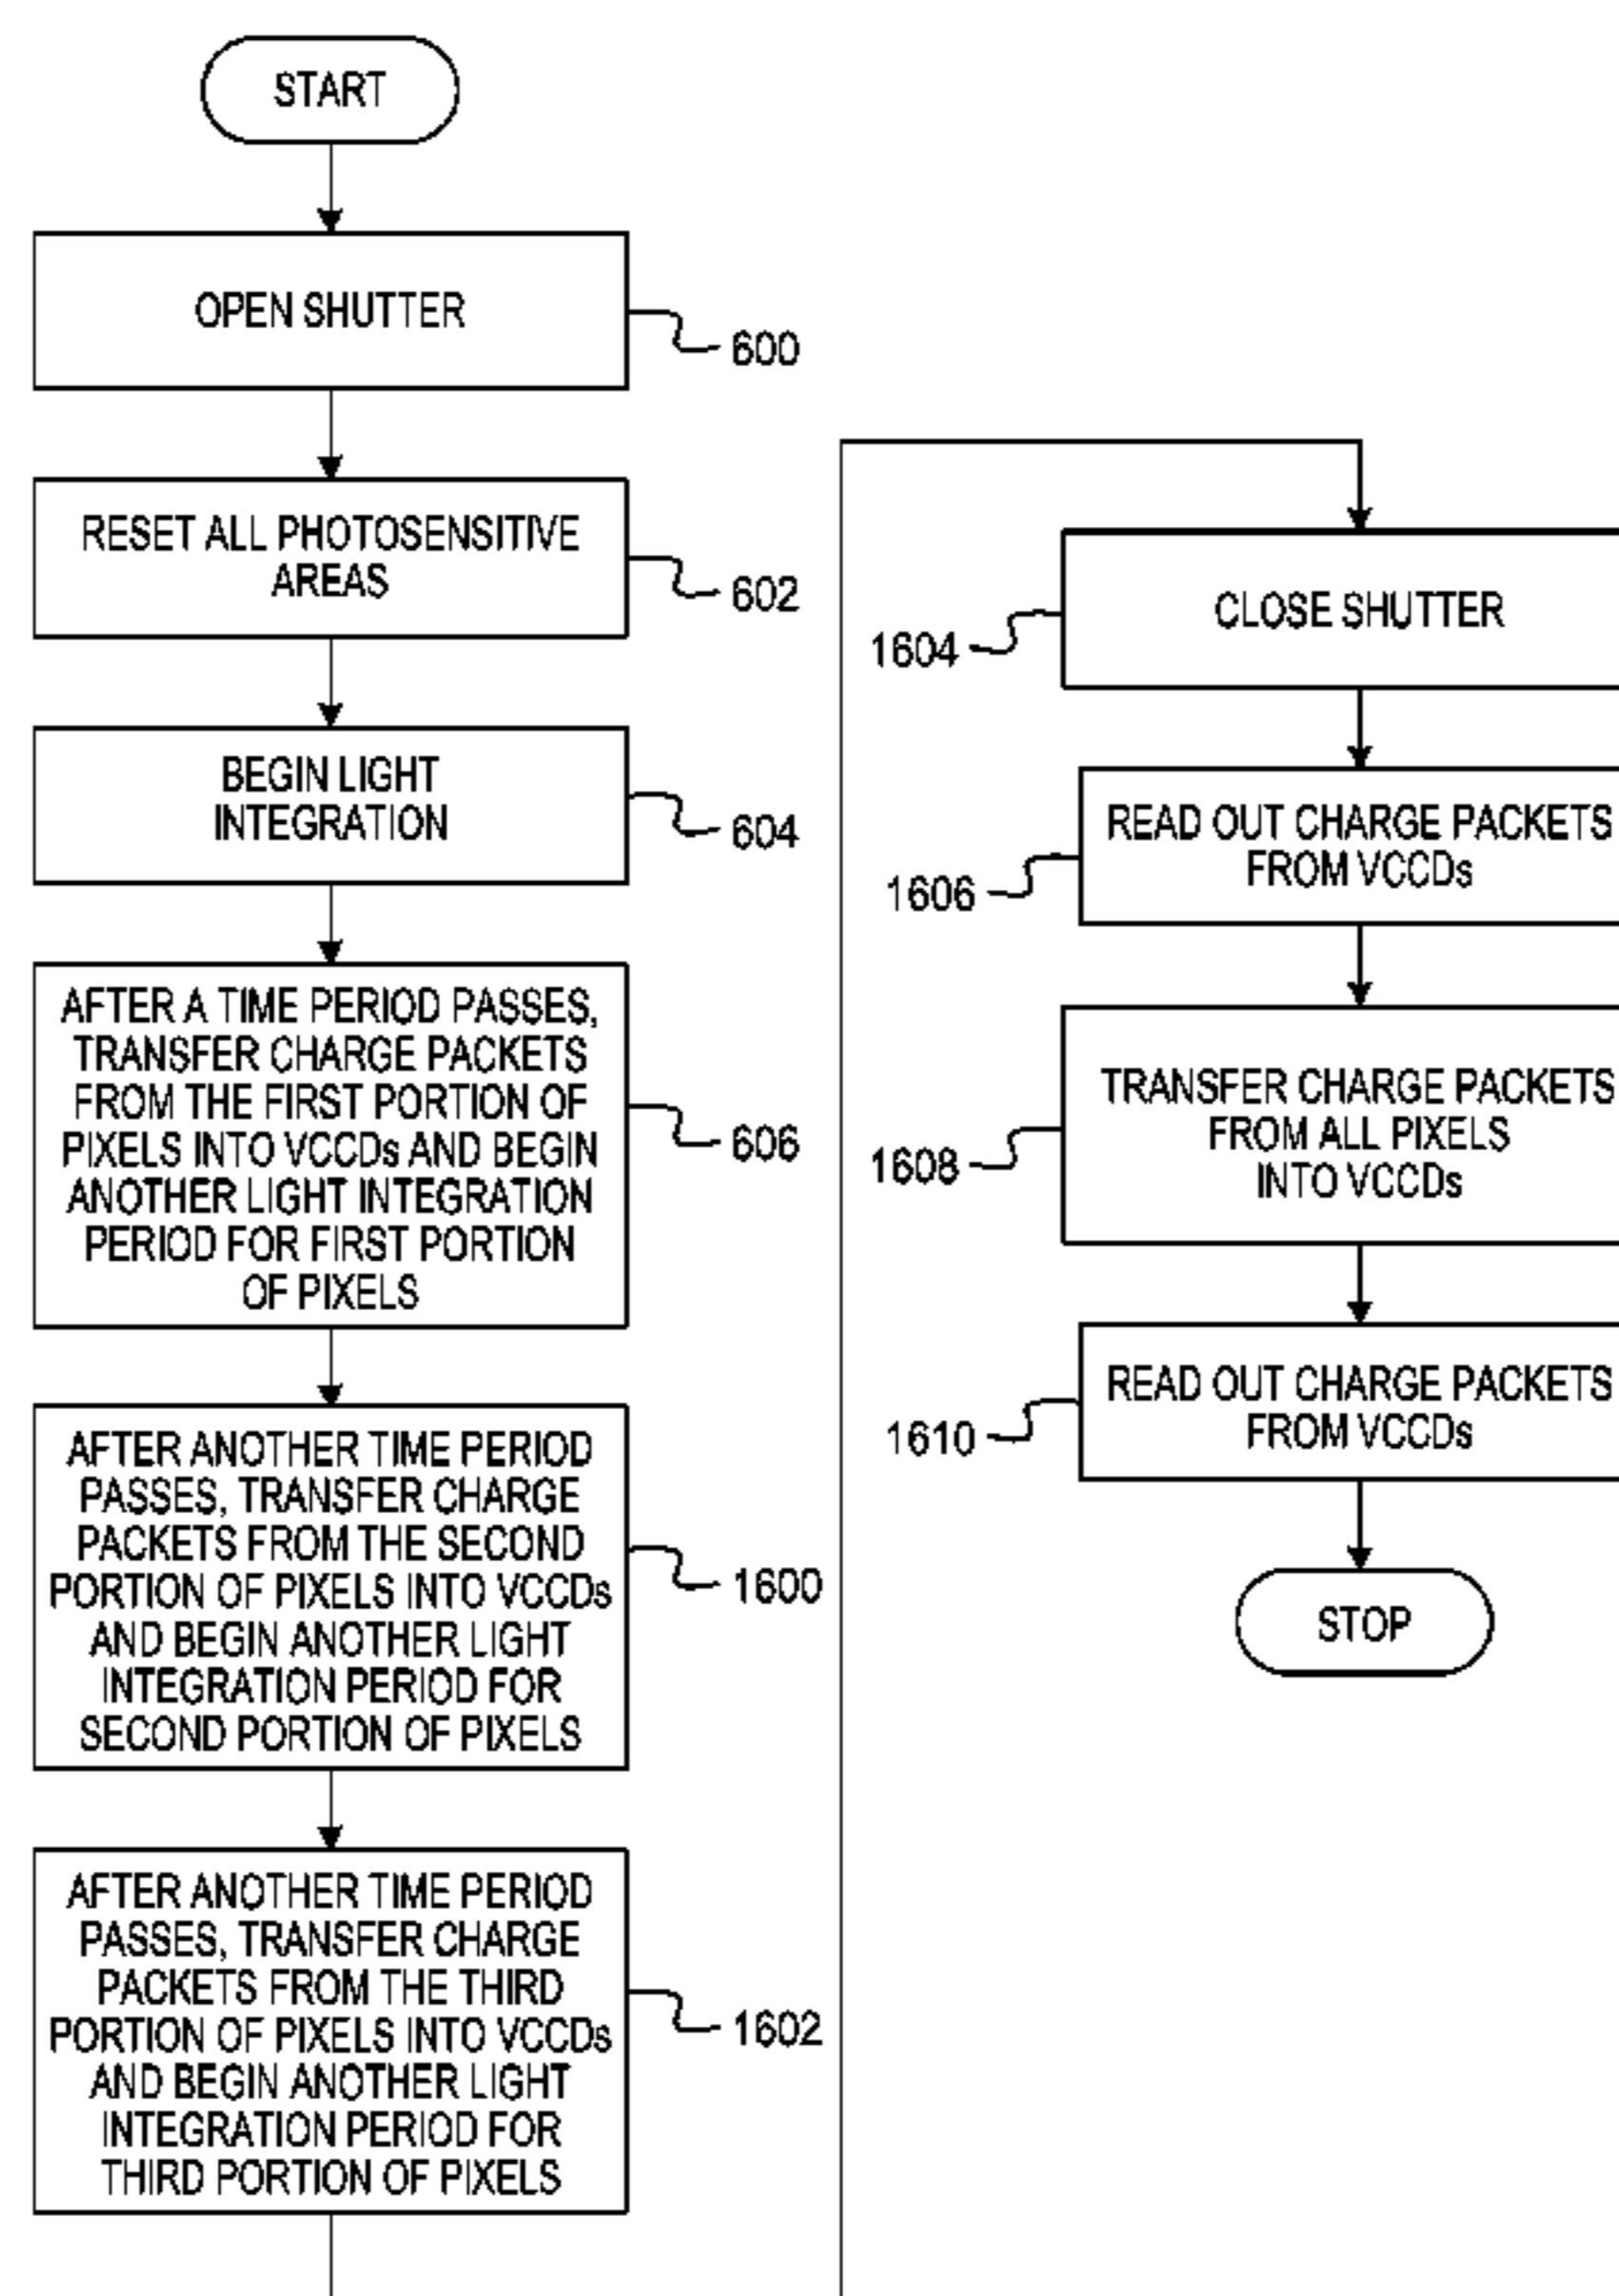 START
OPEN SHUTTER
600
RESET ALL PHOTOSENSITIVE
AREAS
602
BEGIN LIGHT
INTEGRATION
604
AFTER A TIME PERIOD PASSES,
TRANSFER CHARGE PACKETS
FROM THE FIRST PORTION OF
PIXELS INTO VCCDs AND BEGIN
ANOTHER LIGHT INTEGRATION
PERIOD FOR FIRST PORTION
OF PIXELS
606
AFTER ANOTHER TIME PERIOD
PASSES, TRANSFER CHARGE
PACKETS FROM THE SECOND
PORTION OF PIXELS INTO VCCDs
AND BEGIN ANOTHER LIGHT
INTEGRATION PERIOD FOR
SECOND PORTION OF PIXELS
1600
AFTER ANOTHER TIME PERIOD
PASSES, TRANSFER CHARGE
PACKETS FROM THE THIRD
PORTION OF PIXELS INTO VCCDs
AND BEGIN ANOTHER LIGHT
INTEGRATION PERIOD FOR
THIRD PORTION OF PIXELS
1602
CLOSE SHUTTER
1604
READ OUT CHARGE PACKETS
FROM VCCDs
1606
TRANSFER CHARGE PACKETS
FROM ALL PIXELS
INTO VCCDs
1608
READ OUT CHARGE PACKETS
FROM VCCDs
1610
STOP